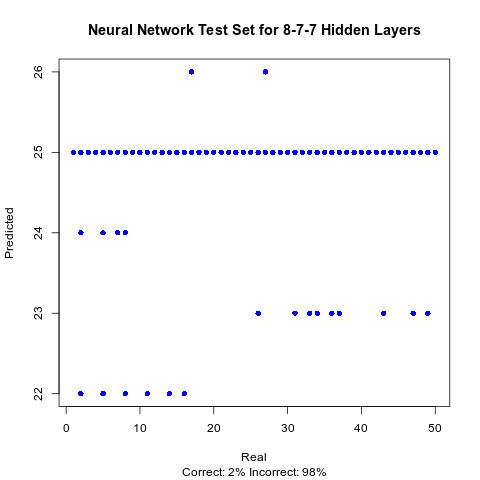 Neural Network Test Set for 8-7-7 Hidden Layers
Predicted
26
25
24
23
22
0 10 20 30 40 50
Real
Correct: 2% Incorrect: 98%